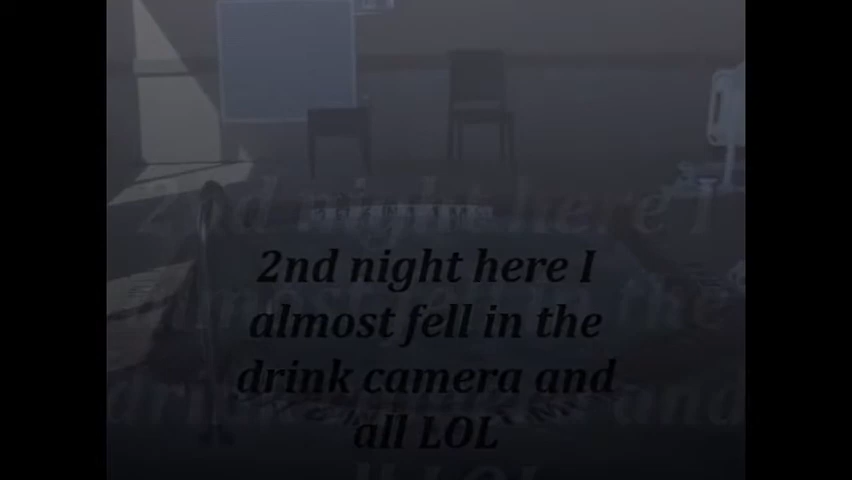 2nd night here I
almost fell in the
drink camera and
all LOL